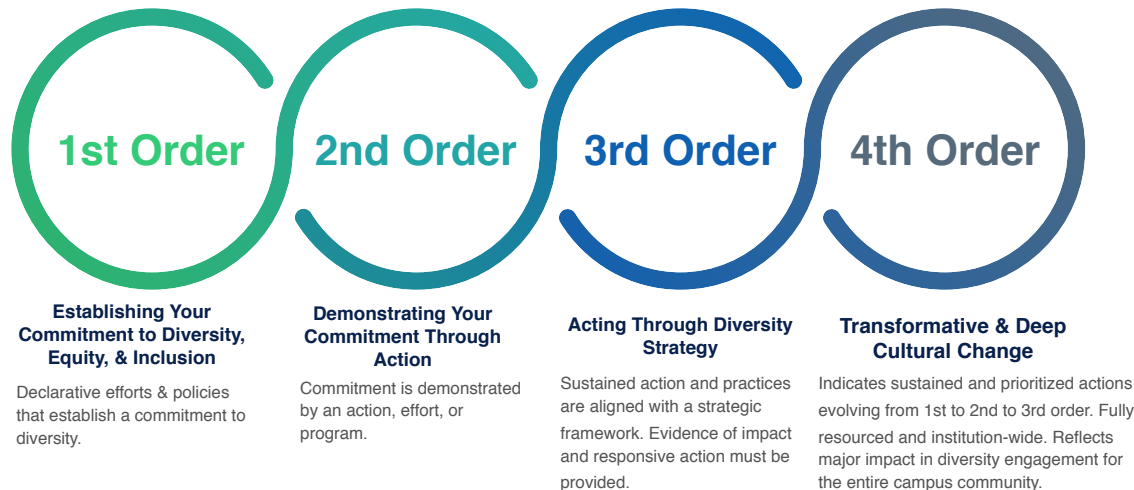 1st Order
2nd Order
3rd Order
4th Order
Establishing Your
Commitment to Diversity,
Equity, & Inclusion
Declarative efforts & policies
that establish a commitment to
diversity.
Demonstrating Your
Commitment Through
Action
Commitment is demonstrated
by an action, effort, or
program.
Acting Through Diversity
Strategy
Sustained action and practices
are aligned with a strategic
framework. Evidence of impact
and responsive action must be
provided.
Transformative & Deep
Cultural Change
Indicates sustained and prioritized actions
evolving from 1st to 2nd to 3rd order. Fully
resourced and institution-wide. Reflects
major impact in diversity engagement for
the entire campus community.